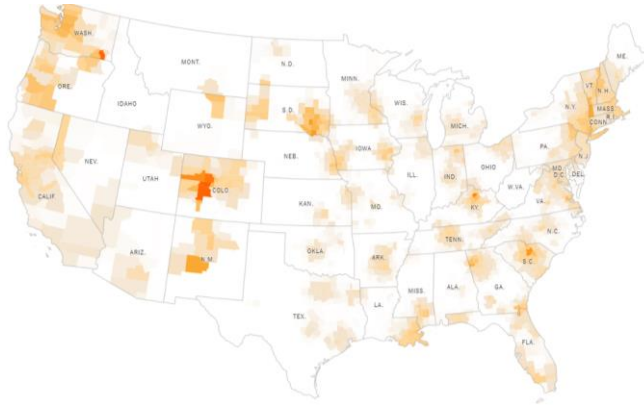 WASH.
MONT.
N.D.
MINN.
ME.
ORE.
IDAHO
WYO.
S.D.
WIS.
MICH.
N.Y.
VT.
N.H.
MASS
CONN.
R.I.
NEV.
UTAH
COLO.
NEB.
IOWA
ILL.
IND.
OHIO
PA.
N.J.
MD.
DEL.
D.C.
CALIF.
KAN.
MO.
KY.
W.VA.
VA.
ARIZ.
N.M.
OKLA.
ARK.
TENN.
N.C.
S.C.
TEX.
LA.
MISS.
ALA.
GA.
FLA.